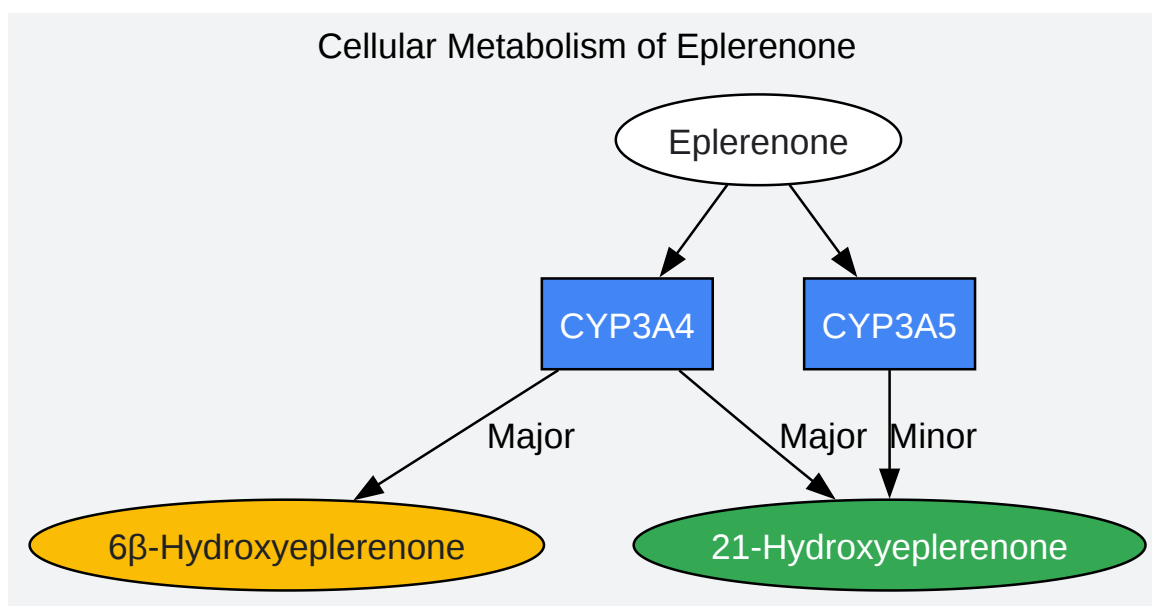 Cellular Metabolism of Eplerenone
Eplerenone
CYP3A4
CYP3A5
Major
Major
Minor
6β-Hydroxyeplerenone
21-Hydroxyeplerenone